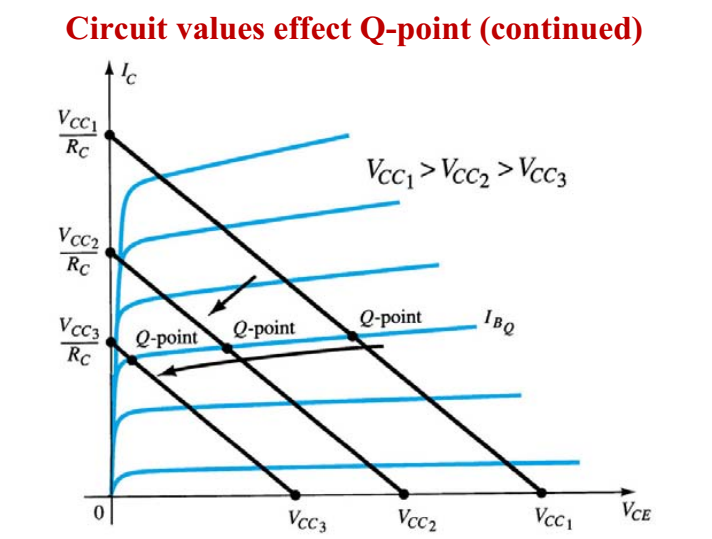 Circuit values effect Q-point (continued)
I_C
V_CC1
R_C
V_CC1 > V_CC2 > V_CC3
V_CC2
R_C
V_CC3
R_C
Q-point
Q-point
Q-point
I_BQ
0
V_CC3
V_CC2
V_CC1
V_CE